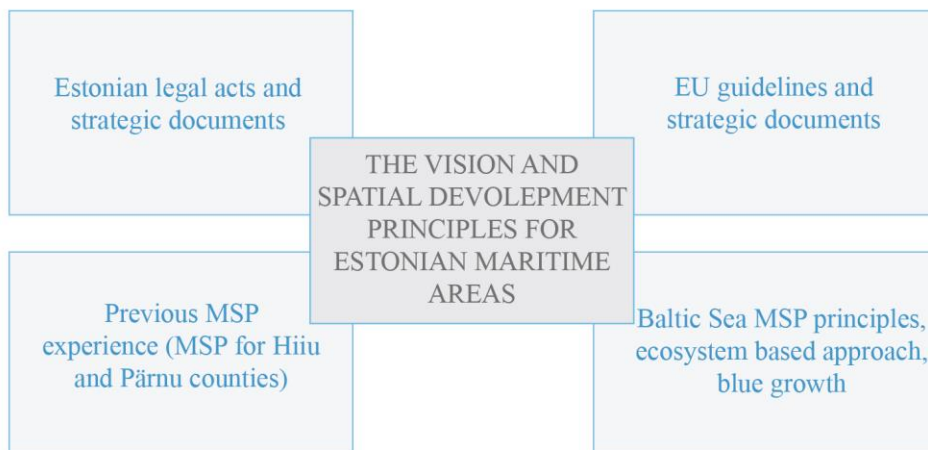 Estonian legal acts and
strategic documents
EU guidelines and
strategic documents
THE VISION AND
SPATIAL DEVOLEPMENT
PRINCIPLES FOR
ESTONIAN MARITIME
AREAS
Previous MSP
experience (MSP for Hiiu
and Pärnu counties)
Baltic Sea MSP principles,
ecosystem based approach,
blue growth